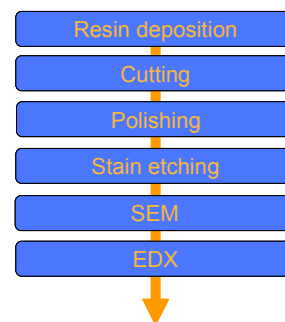 Resin deposition
Cutting
Polishing
Stain etching
SEM
EDX